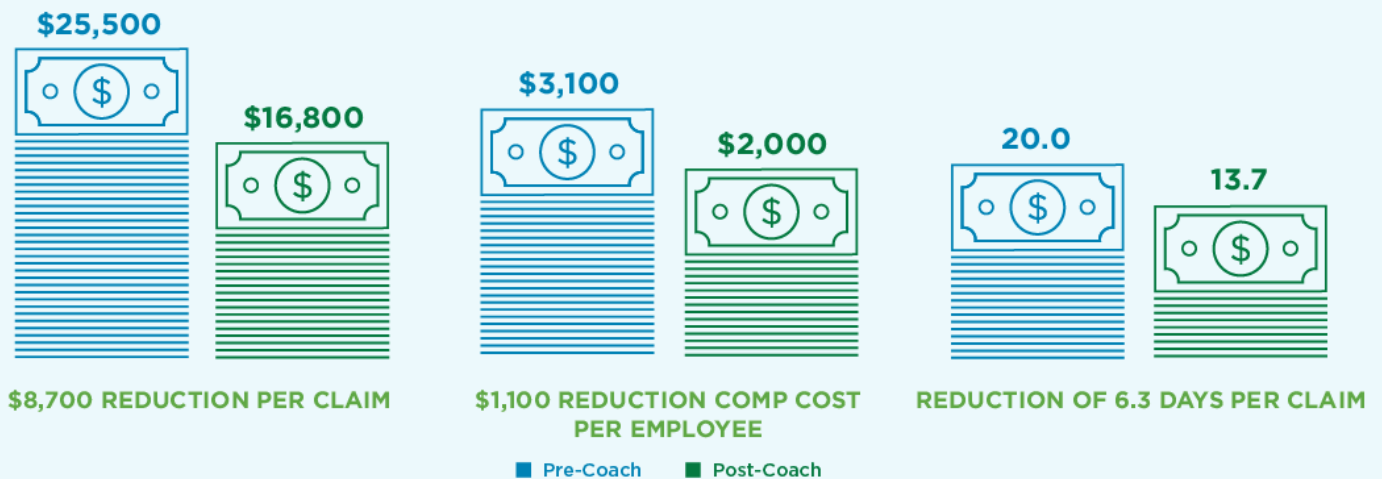 $25,500
$16,800
$3,100
$2,000
20.0
13.7
$
$
$
$
$
$
$8,700 REDUCTION PER CLAIM
$1,100 REDUCTION COMP COST
PER EMPLOYEE
REDUCTION OF 6.3 DAYS PER CLAIM
Pre-Coach
Post-Coach